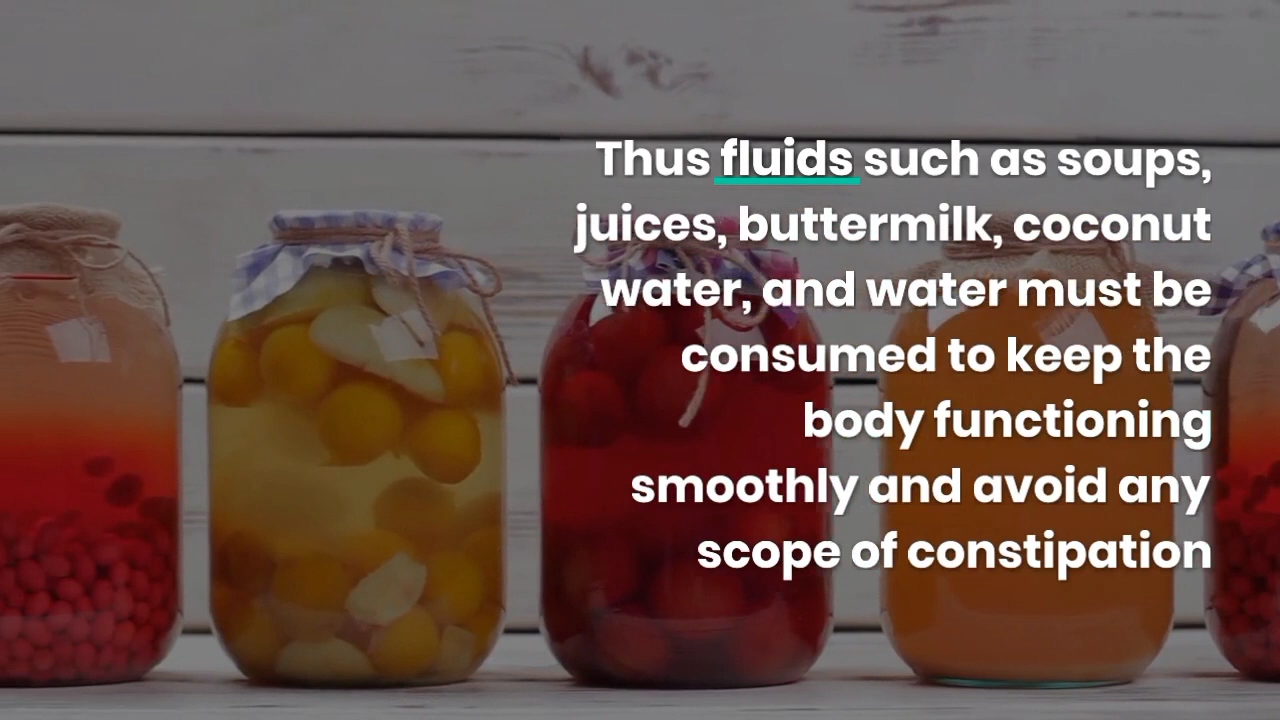 Thus fluids such as soups,
juices, buttermilk, coconut
water, and water must be
consumed to keep the
body functioning
smoothly and avoid any
scope of constipation